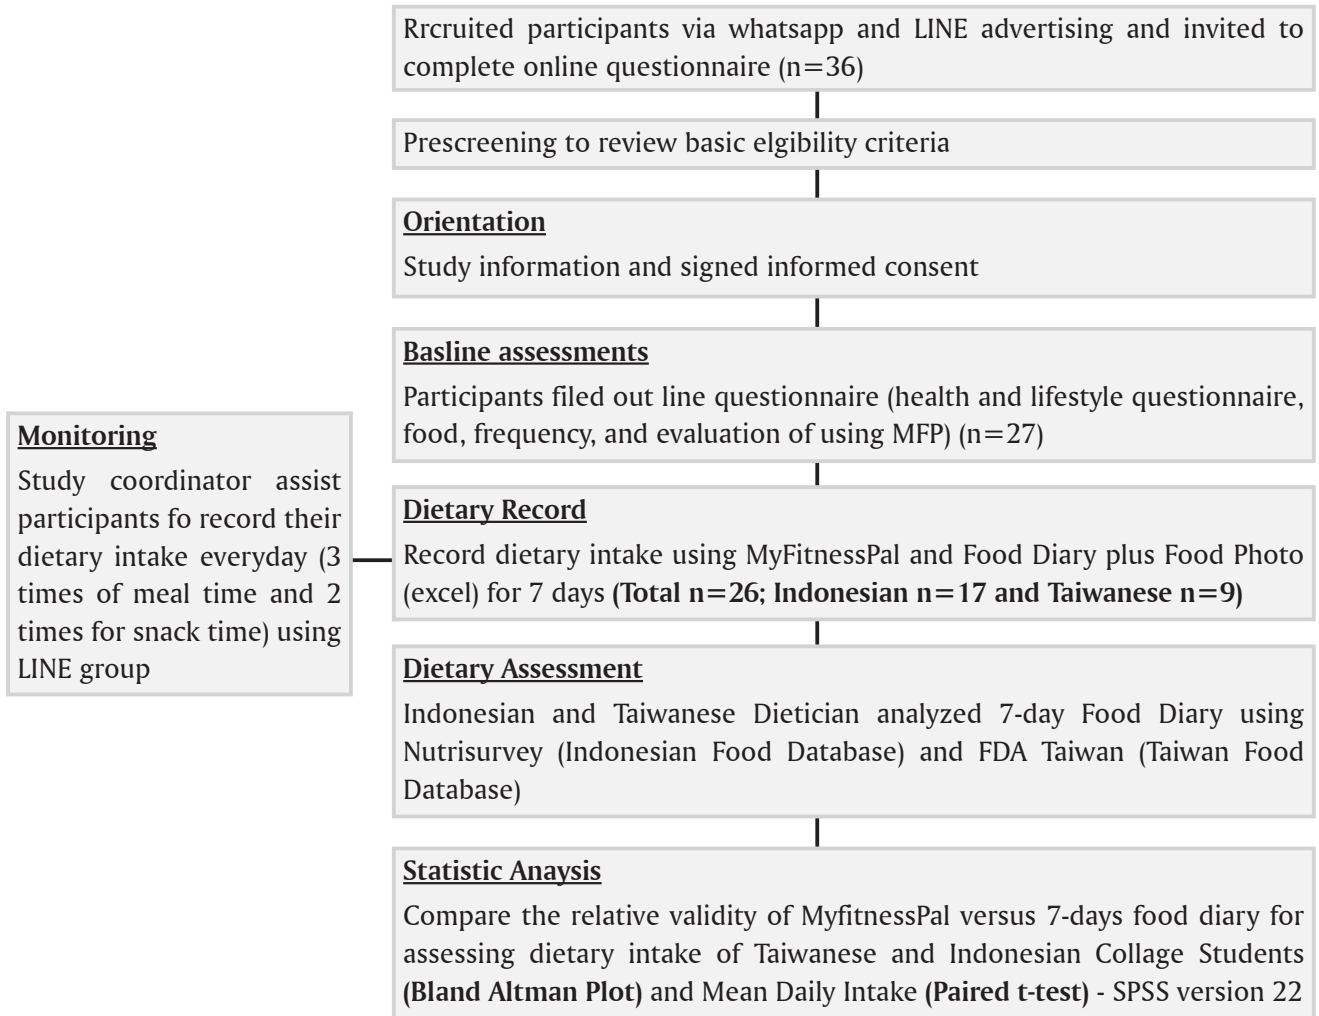 Rrcruited participants via whatsapp and LINE advertising and invited to
complete online questionnaire (n=36)
Prescreening to review basic elgibility criteria
Orientation
Study information and signed informed consent
Basline assessments
Participants filed out line questionnaire (health and lifestyle questionnaire,
food, frequency, and evaluation of using MFP) (n=27)
Monitoring
Study coordinator assist
participants fo record their
dietary intake everyday (3
times of meal time and 2
times for snack time) using
LINE group
Dietary Record
Record dietary intake using MyFitnessPal and Food Diary plus Food Photo
(excel) for 7 days (Total n=26; Indonesian n=17 and Taiwanese n=9)
Dietary Assessment
Indonesian and Taiwanese Dietician analyzed 7-day Food Diary using
Nutrisurvey (Indonesian Food Database) and FDA Taiwan (Taiwan Food
Database)
Statistic Anaysis
Compare the relative validity of MyfitnessPal versus 7-days food diary for
assessing dietary intake of Taiwanese and Indonesian Collage Students
(Bland Altman Plot) and Mean Daily Intake (Paired t-test) - SPSS version 22